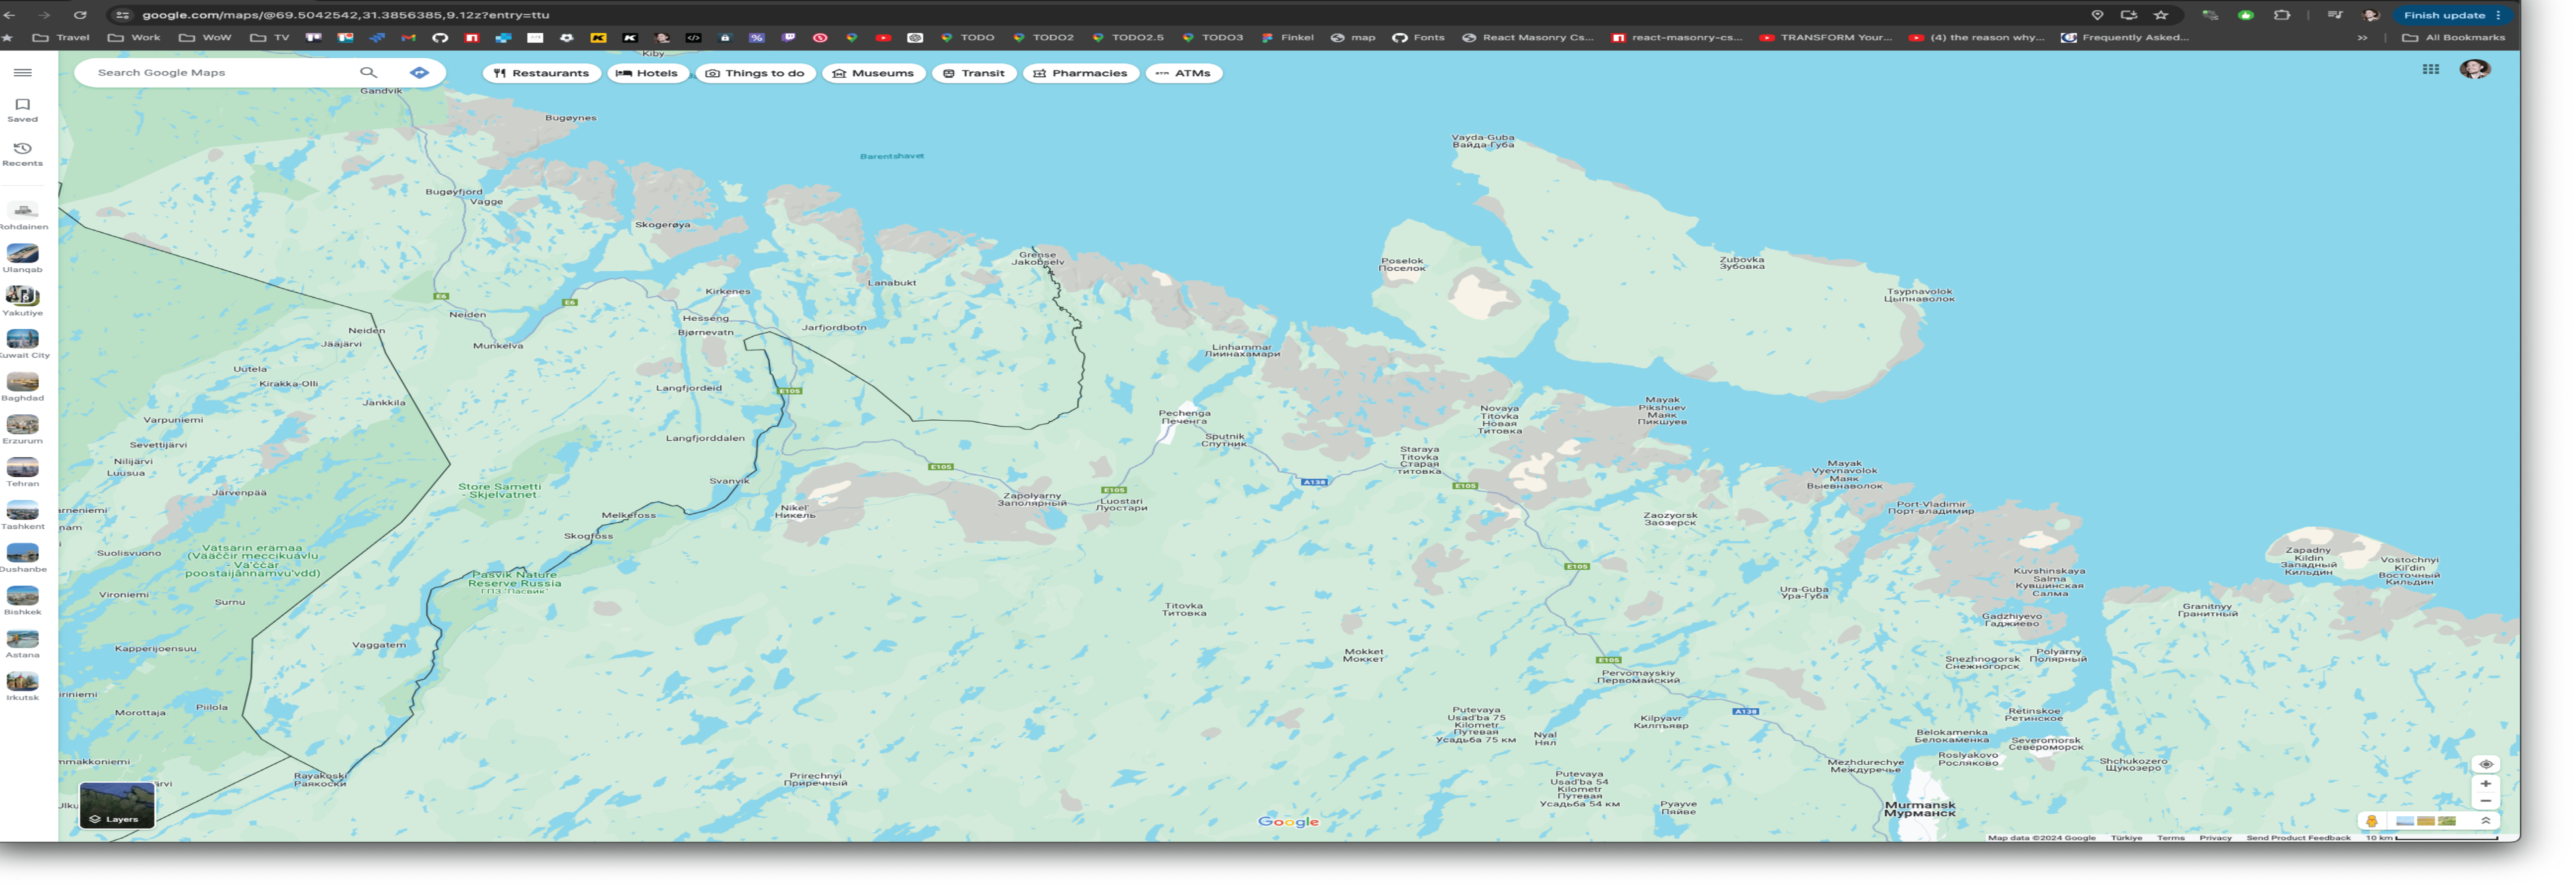 google.com/maps/@69.5042542,31.3856385,9.12z?entry=ttu
Finish update
Travel
Work
WoW
TV
TODO
TODO2
TODO2.5
TODO3
Finkel
map
Fonts
React Masonry Cs...
react-masonry-cs...
TRANSFORM Your...
(4) the reason why...
Frequently Asked...
All Bookmarks
Search Google Maps
Restaurants
Hotels
Things to do
Museums
Transit
Pharmacies
ATMs
Saved
Recents
Rohdainen
Ulanqab
Yakutiye
Kuwait City
Baghdad
Erzurum
Tehran
Tashkent
Dushanbe
Bishkek
Astana
Irkutsk
Kiby
Gandvik
Bugøynes
Barentshavet
Vayda-Guba
Вайда-Губа
Bugøyfjord
Vagge
Skogerøya
Grense
Jakobselv
Poselok
Поселок
Zubovka
Зубовка
Tsypnavolok
Цыпнаволок
Lanabukt
Kirkenes
E6
E6
Neiden
Hesseng
Bjørnevatn
Jarfjordbotn
Neiden
Jääjärvi
Munkelva
Linhammar
Лиинахамари
Uutela
Kirakka-Olli
Langfjordeid
E105
Jankkila
Varpuniemi
Pechenga
Печенга
Novaya
Titovka
Новая
Титовка
Mayak
Pikshuev
Маяк
Пикшуев
Sevettijärvi
Langfjorddalen
Sputnik
Спутник
Nilijärvi
Luusua
E105
Staraya
Titovka
Старая
титовка
Mayak
Vyevnavolok
Маяк
Выевнаволок
Järvenpää
Store Sametti
- Skjelvatnet
Svanvik
E105
A138
E105
Zapolyarny
Заполярный
Luostari
Луостари
Port-Vladimir
Порт-владимир
Nikel'
Никель
Melkefoss
Zaozyorsk
Заозерск
arneniemi
nam
Skogfoss
Suolisvuono
Vätsärin erämaa
(Vääččir meccikuávlu
- Vä'ččar
poostaijânnamvu'vdd)
Pasvik Nature
Reserve Russia
ГПЗ "Пасвик"
E105
Zapadny
Kildin
Западный
Кильдин
Vostochnyi
Kil'din
Восточный
Кильдин
Kuvshinskaya
Salma
Кувшинская
Салма
Vironiemi
Surnu
Titovka
Титовка
Ura-Guba
Ура-Губа
Granitnyy
Гранитный
Gadzhiyevo
Гаджиево
Kapperijoensuu
Vaggatem
Mokket
Моккет
E105
Snezhnogorsk
Снежногорск
Polyarny
Полярный
Pervomayskiy
Первомайский
iriniemi
Morottaja
Piilola
Putevaya
Usad'ba 75
Kilometr
Путевая
Усадьба 75 км
Nyal
Нял
Kilpyavr
Килпъявр
A138
Retinskoe
Ретинское
Belokamenka
Белокаменка
Severomorsk
Североморск
Roslyakovo
Росляково
Mezhdurechye
Междуречье
Shchukozero
Щукозеро
mmakkoniemi
Rayakoski
Раякоски
Prirechnyi
Приречный
Putevaya
Usad'ba 54
Kilometr
Путевая
Усадьба 54 км
Pyayve
Пяйве
Murmansk
Мурманск
arvi
Layers
Google
Map data ©2024 Google
Türkiye
Terms
Privacy
Send Product Feedback
10 km